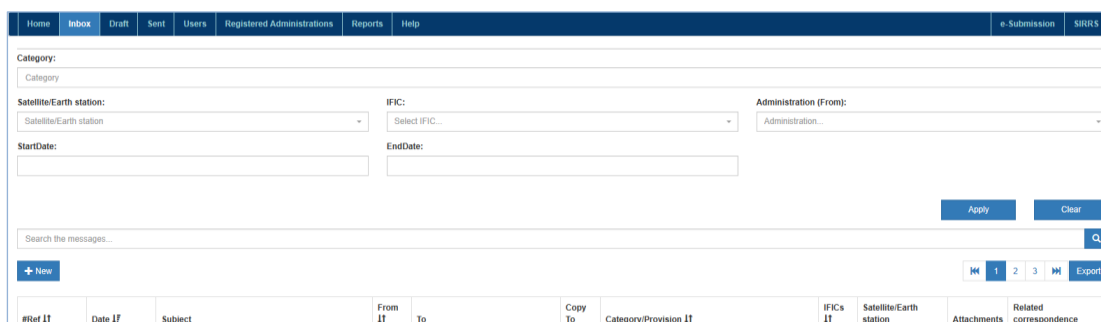 Home Inbox Draft Sent Users Registered Administrations Reports Help e-Submission SIRRS
Category:
Category
Satellite/Earth station: IFIC: Administration (From):
Satellite/Earth station Select IFIC... Administration...
StartDate: EndDate:
Apply Clear
Search the messages...
+ New 1 2 3 Export
From Copy IFICs Satellite/Earth Related
#Ref Date Subject To To Category/Provision station Attachments correspondence